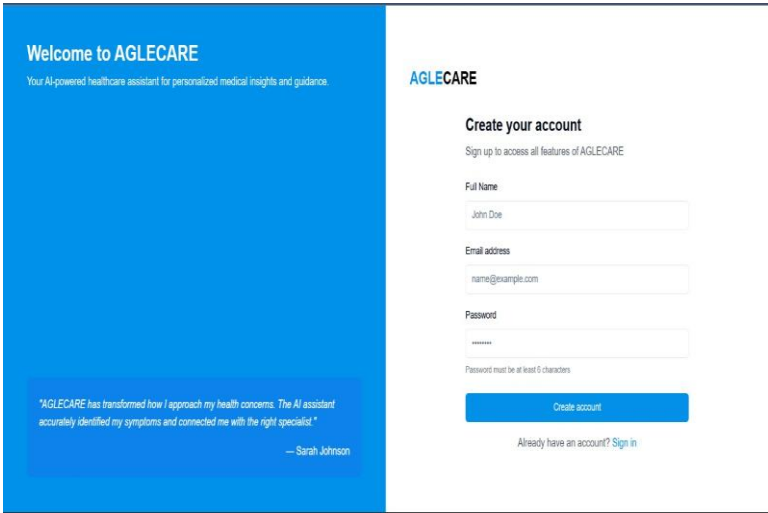 Welcome to AGLECARE
Your AI-powered healthcare assistant for personalized medical insights and guidance.
"AGLECARE has transformed how I approach my health concerns. The AI assistant
accurately identified my symptoms and connected me with the right specialist."
— Sarah Johnson
AGLECARE
Create your account
Sign up to access all features of AGLECARE
Full Name
John Doe
Email address
name@example.com
Password
••••••••
Password must be at least 6 characters
Create account
Already have an account? Sign in